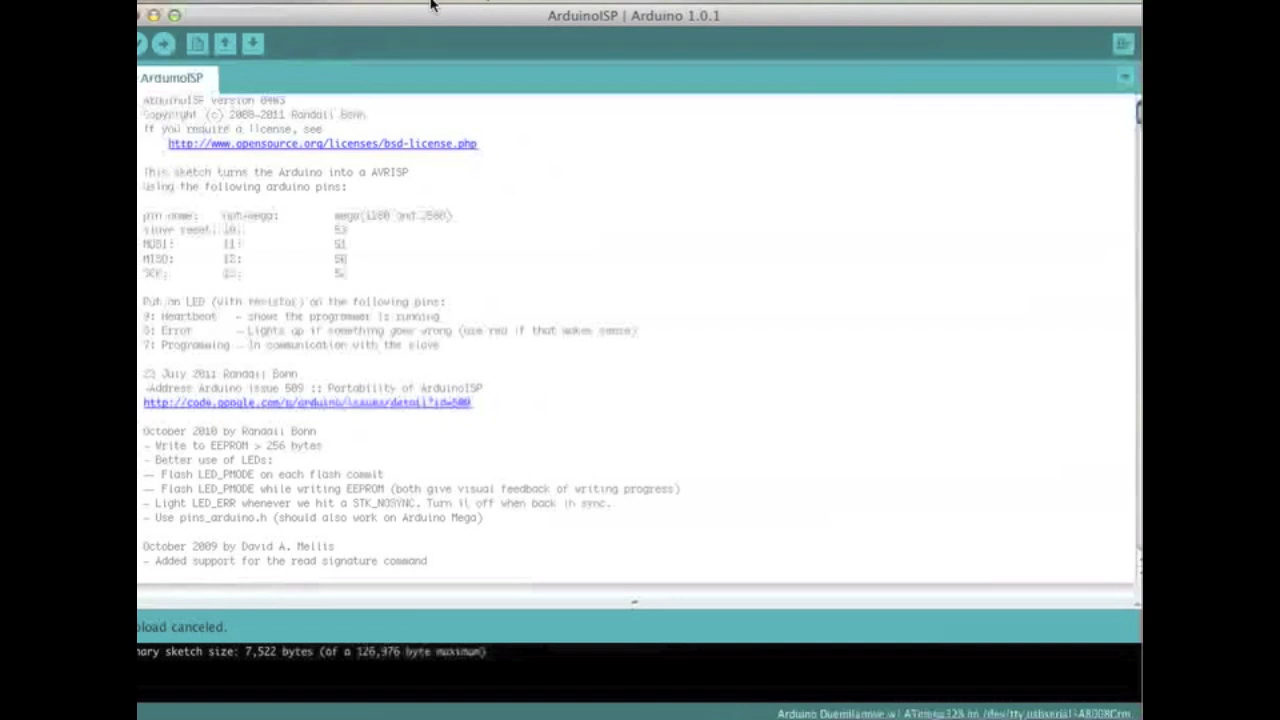 ArduinoISP | Arduino 1.0.1
ArduinoISP
ArduinoISP version 04m3
Copyright (c) 2008-2011 Randall Bohn
If you require a license, see
http://www.opensource.org/licenses/bsd-license.php
This sketch turns the Arduino into a AVRISP
using the following arduino pins:
pin name: not-mega: mega(1280 and 2560)
slave reset: 10: 53
MOSI: 11: 51
MISO: 12: 50
SCK: 13: 52
Put an LED (with resistor) on the following pins:
9: Heartbeat - shows the programmer is running
8: Error - Lights up if something goes wrong (use red if that makes sense)
7: Programming - In communication with the slave
23 July 2011 Randall Bohn
-Address Arduino issue 509 :: Portability of ArduinoISP
http://code.google.com/p/arduino/issues/detail?id=509
October 2010 by Randall Bohn
- Write to EEPROM > 256 bytes
- Better use of LEDs:
-- Flash LED_PMODE on each flash commit
-- Flash LED_PMODE while writing EEPROM (both give visual feedback of writing progress)
- Light LED_ERR whenever we hit a STK_NOSYNC. Turn it off when back in sync.
- Use pins_arduino.h (should also work on Arduino Mega)
October 2009 by David A. Mellis
- Added support for the read signature command
pload canceled.
nary sketch size: 7,522 bytes (of a 126,976 byte maximum)
Arduino Duemilanove w/ ATmega328 on /dev/tty.usbserial-A8008Crm